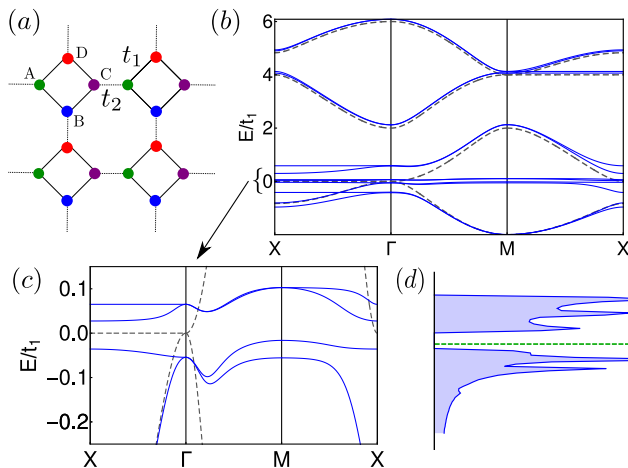 (a)
D
A
C
t₁
t₂
B
(b)
6
4
2
0
E/t₁
{
X
Γ
M
X
(c)
0.1
0.0
-0.1
-0.2
E/t₁
X
Γ
M
X
(d)